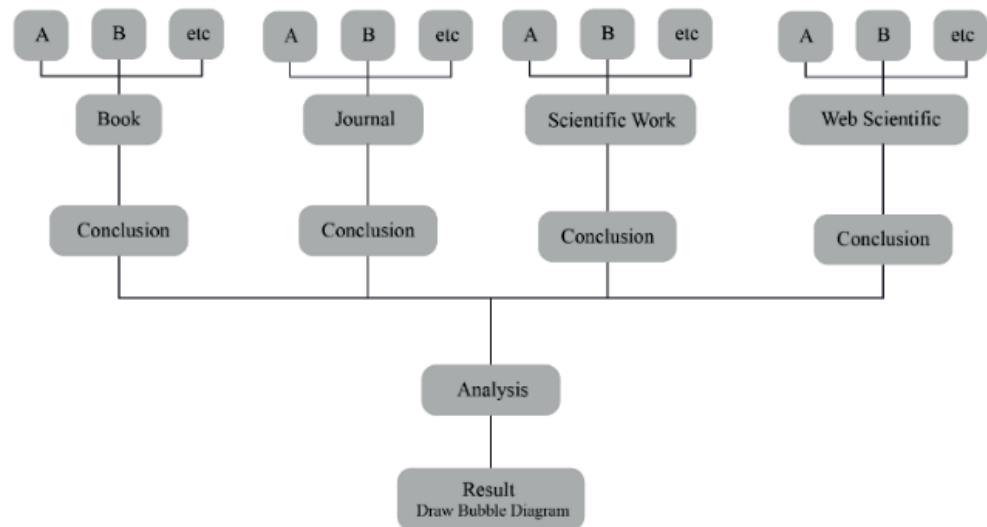 A
B
etc
A
B
etc
A
B
etc
A
B
etc
Book
Journal
Scientific Work
Web Scientific
Conclusion
Conclusion
Conclusion
Conclusion
Analysis
Result
Draw Bubble Diagram